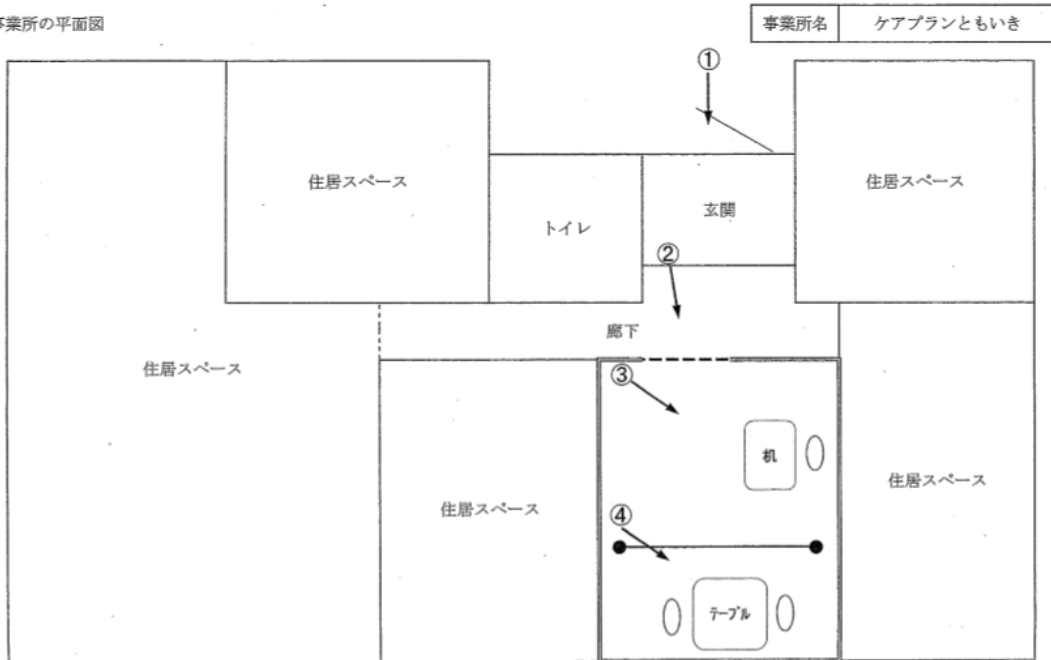 事業所の平面図
事業所名 ケアプランともいき
①
住居スペース
住居スペース
玄関
トイレ
②
廊下
住居スペース
③
机
住居スペース
住居スペース
④
テーブル